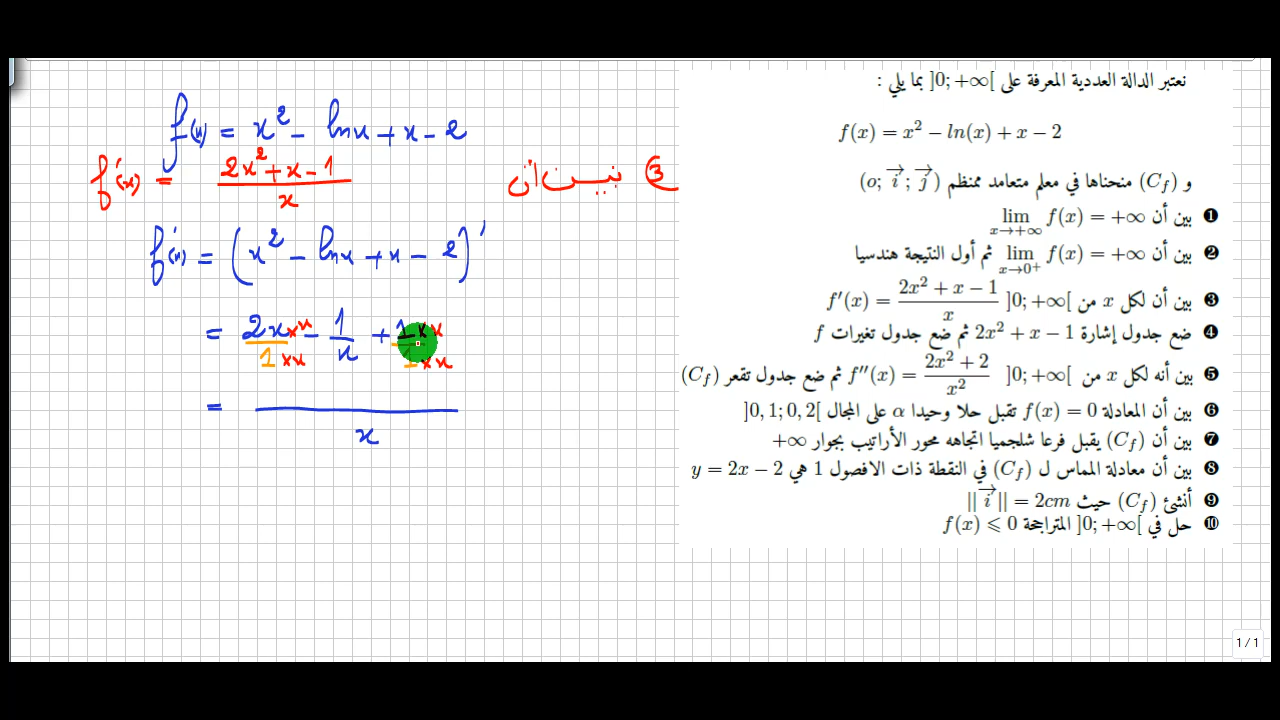 f(x) = x² - lnx + x - 2
f'(x) = (2x² + x - 1)/x بين ان ③
f'(x) = (x² - lnx + x - 2)'
= 2x×x/1×x - 1/x + 1×x/1×x
= /x
نعتبر الدالة العددية المعرفة على ]0; +∞[ بما يلي :
f(x) = x² − ln(x) + x − 2
و (C_f) منحناها في معلم متعامد ممنظم (o; i⃗; j⃗)
❶ بين أن lim_{x→+∞} f(x) = +∞
❷ بين أن lim_{x→0⁺} f(x) = +∞ ثم أول النتيجة هندسيا
❸ بين أن لكل x من ]0; +∞[ f′(x) = (2x² + x − 1)/x
❹ ضع جدول إشارة 2x² + x − 1 ثم ضع جدول تغيرات f
❺ بين أنه لكل x من ]0; +∞[ f″(x) = (2x² + 2)/x² ثم ضع جدول تقعر (C_f)
❻ بين أن المعادلة f(x) = 0 تقبل حلا وحيدا α على المجال ]0, 1; 0, 2[
❼ بين أن (C_f) يقبل فرعا شلجميا اتجاهه محور الأراتيب بجوار +∞
❽ بين أن معادلة المماس ل (C_f) في النقطة ذات الافصول 1 هي y = 2x − 2
❾ أنشئ (C_f) حيث ||i⃗|| = 2cm
❿ حل في ]0; +∞[ المتراجحة f(x) ⩽ 0
1 / 1